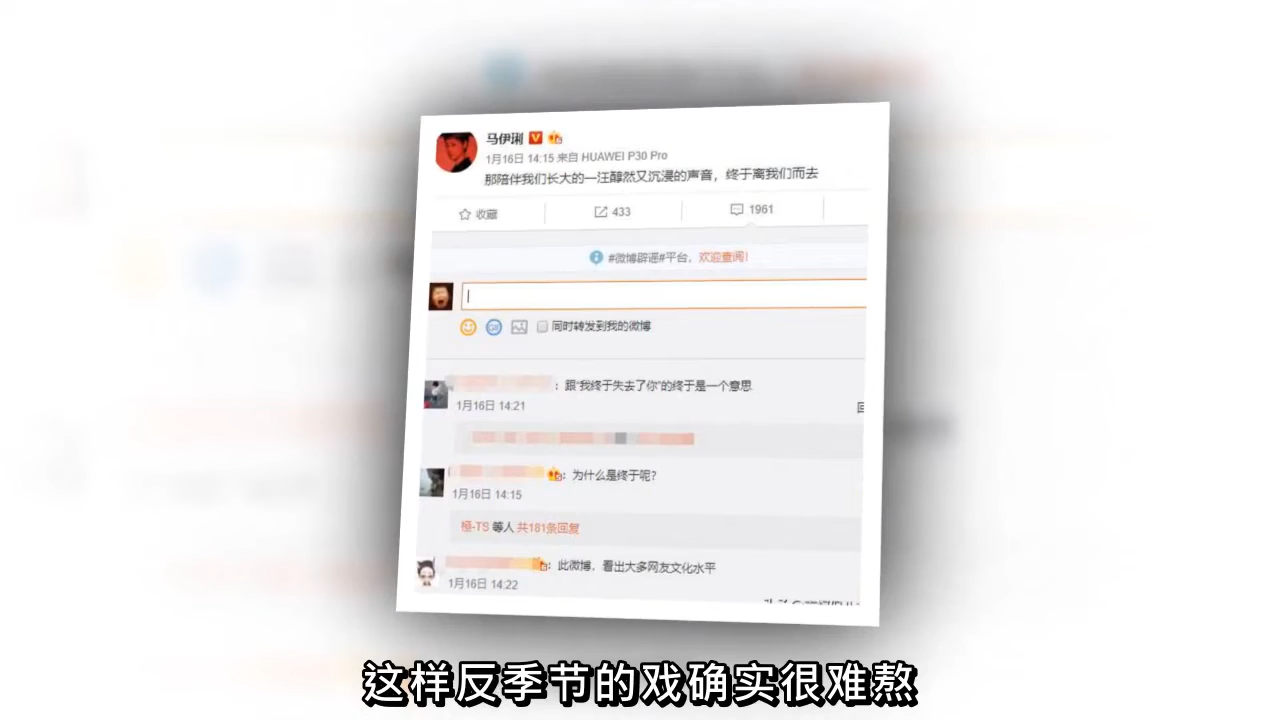 马伊琍
1月16日 14:15 来自 HUAWEI P30 Pro
那陪伴我们长大的一汪醇然又沉浸的声音，终于离我们而去
收藏 433 1961
#微博辟谣#平台，欢迎查阅!
同时转发到我的微博
：跟“我终于失去了你”的终于是一个意思
1月16日 14:21
：为什么是终于呢？
1月16日 14:15
极-TS 等人 共181条回复
：此微博，看出大多网友文化水平
1月16日 14:22
这样反季节的戏确实很难熬